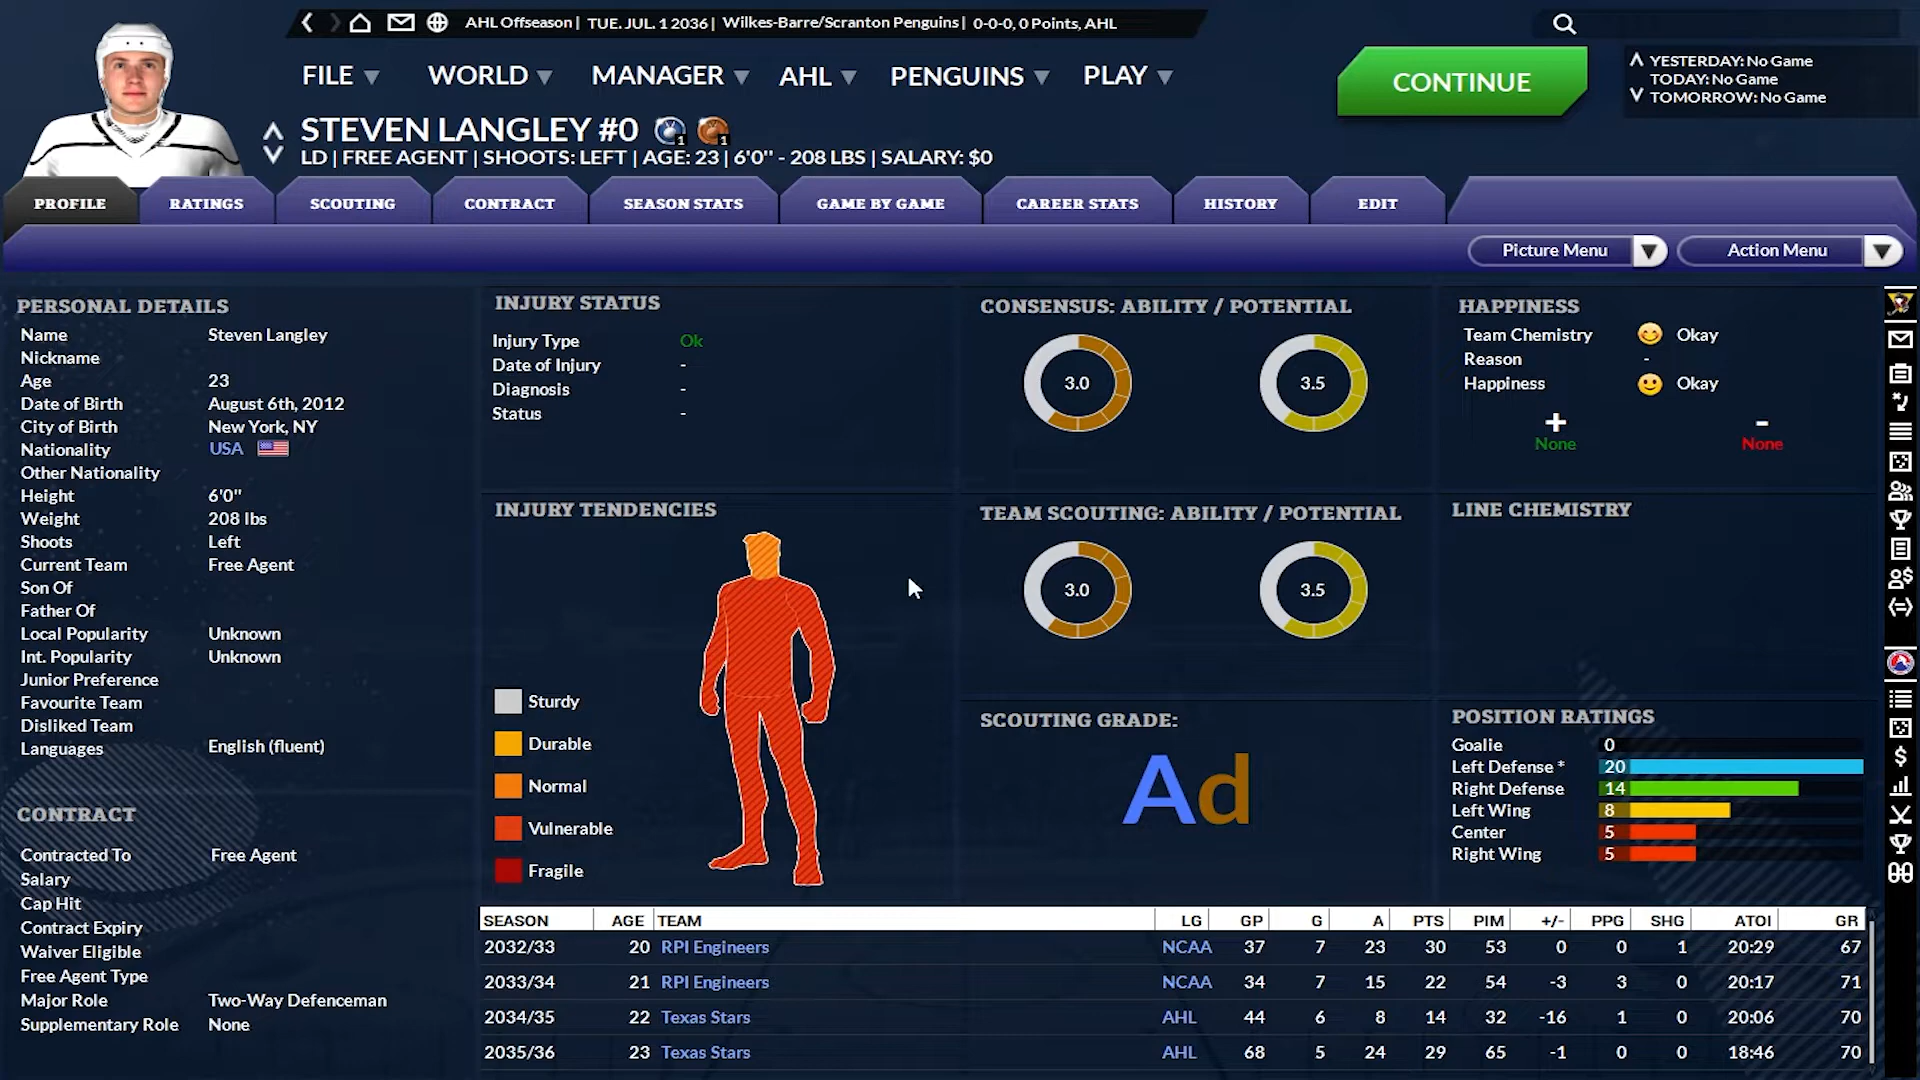 AHL Offseason | TUE. JUL. 1 2036 | Wilkes-Barre/Scranton Penguins | 0-0-0, 0 Points, AHL
FILE WORLD MANAGER AHL PENGUINS PLAY
CONTINUE
YESTERDAY: No Game
TODAY: No Game
TOMORROW: No Game
STEVEN LANGLEY #0 1 1
LD | FREE AGENT | SHOOTS: LEFT | AGE: 23 | 6'0" - 208 LBS | SALARY: $0
PROFILE RATINGS SCOUTING CONTRACT SEASON STATS GAME BY GAME CAREER STATS HISTORY EDIT
Picture Menu Action Menu
PERSONAL DETAILS
Name Steven Langley
Nickname
Age 23
Date of Birth August 6th, 2012
City of Birth New York, NY
Nationality USA
Other Nationality
Height 6'0"
Weight 208 lbs
Shoots Left
Current Team Free Agent
Son Of
Father Of
Local Popularity Unknown
Int. Popularity Unknown
Junior Preference
Favourite Team
Disliked Team
Languages English (fluent)
CONTRACT
Contracted To Free Agent
Salary
Cap Hit
Contract Expiry
Waiver Eligible
Free Agent Type
Major Role Two-Way Defenceman
Supplementary Role None
INJURY STATUS
Injury Type Ok
Date of Injury -
Diagnosis -
Status -
INJURY TENDENCIES
Sturdy
Durable
Normal
Vulnerable
Fragile
CONSENSUS: ABILITY / POTENTIAL
3.0 3.5
TEAM SCOUTING: ABILITY / POTENTIAL
3.0 3.5
SCOUTING GRADE:
Ad
HAPPINESS
Team Chemistry Okay
Reason -
Happiness Okay
+ -
None None
LINE CHEMISTRY
POSITION RATINGS
Goalie 0
Left Defense * 20
Right Defense 14
Left Wing 8
Center 5
Right Wing 5
SEASON AGE TEAM LG GP G A PTS PIM +/- PPG SHG ATOI GR
2032/33 20 RPI Engineers NCAA 37 7 23 30 53 0 0 1 20:29 67
2033/34 21 RPI Engineers NCAA 34 7 15 22 54 -3 3 0 20:17 71
2034/35 22 Texas Stars AHL 44 6 8 14 32 -16 1 0 20:06 70
2035/36 23 Texas Stars AHL 68 5 24 29 65 -1 0 0 18:46 70